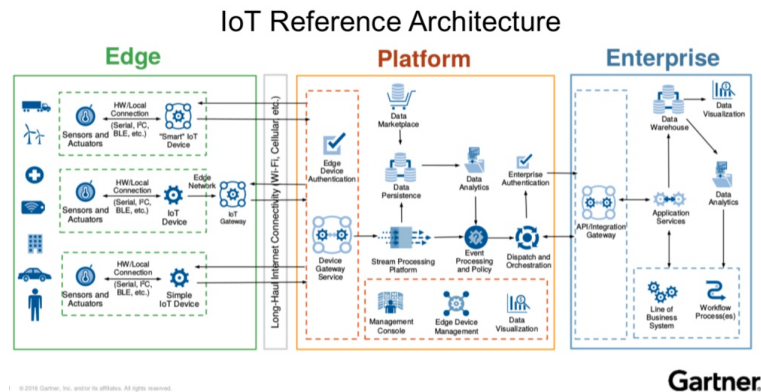 IoT Reference Architecture
Edge
Platform
Enterprise
HW/Local
Connection
(Serial, I²C,
BLE, etc.)
Sensors and
Actuators
"Smart" IoT
Device
HW/Local
Connection
(Serial, I²C,
BLE, etc.)
Sensors and
Actuators
IoT
Device
Edge
Network
IoT
Gateway
HW/Local
Connection
(Serial, I²C,
BLE, etc.)
Sensors and
Actuators
Simple
IoT Device
Long-Haul Internet Connectivity (Wi-Fi, Cellular, etc.)
Edge
Device
Authentication
Device
Gateway
Service
Data
Marketplace
Data
Persistence
Data
Analytics
Enterprise
Authentication
Stream Processing
Platform
Event
Processing
and Policy
Dispatch and
Orchestration
Management
Console
Edge Device
Management
Data
Visualization
API/Integration
Gateway
Data
Warehouse
Data
Visualization
Data
Analytics
Application
Services
Line of
Business
System
Workflow
Process(es)
1 © 2016 Gartner, Inc. and/or its affiliates. All rights reserved.
Gartner.